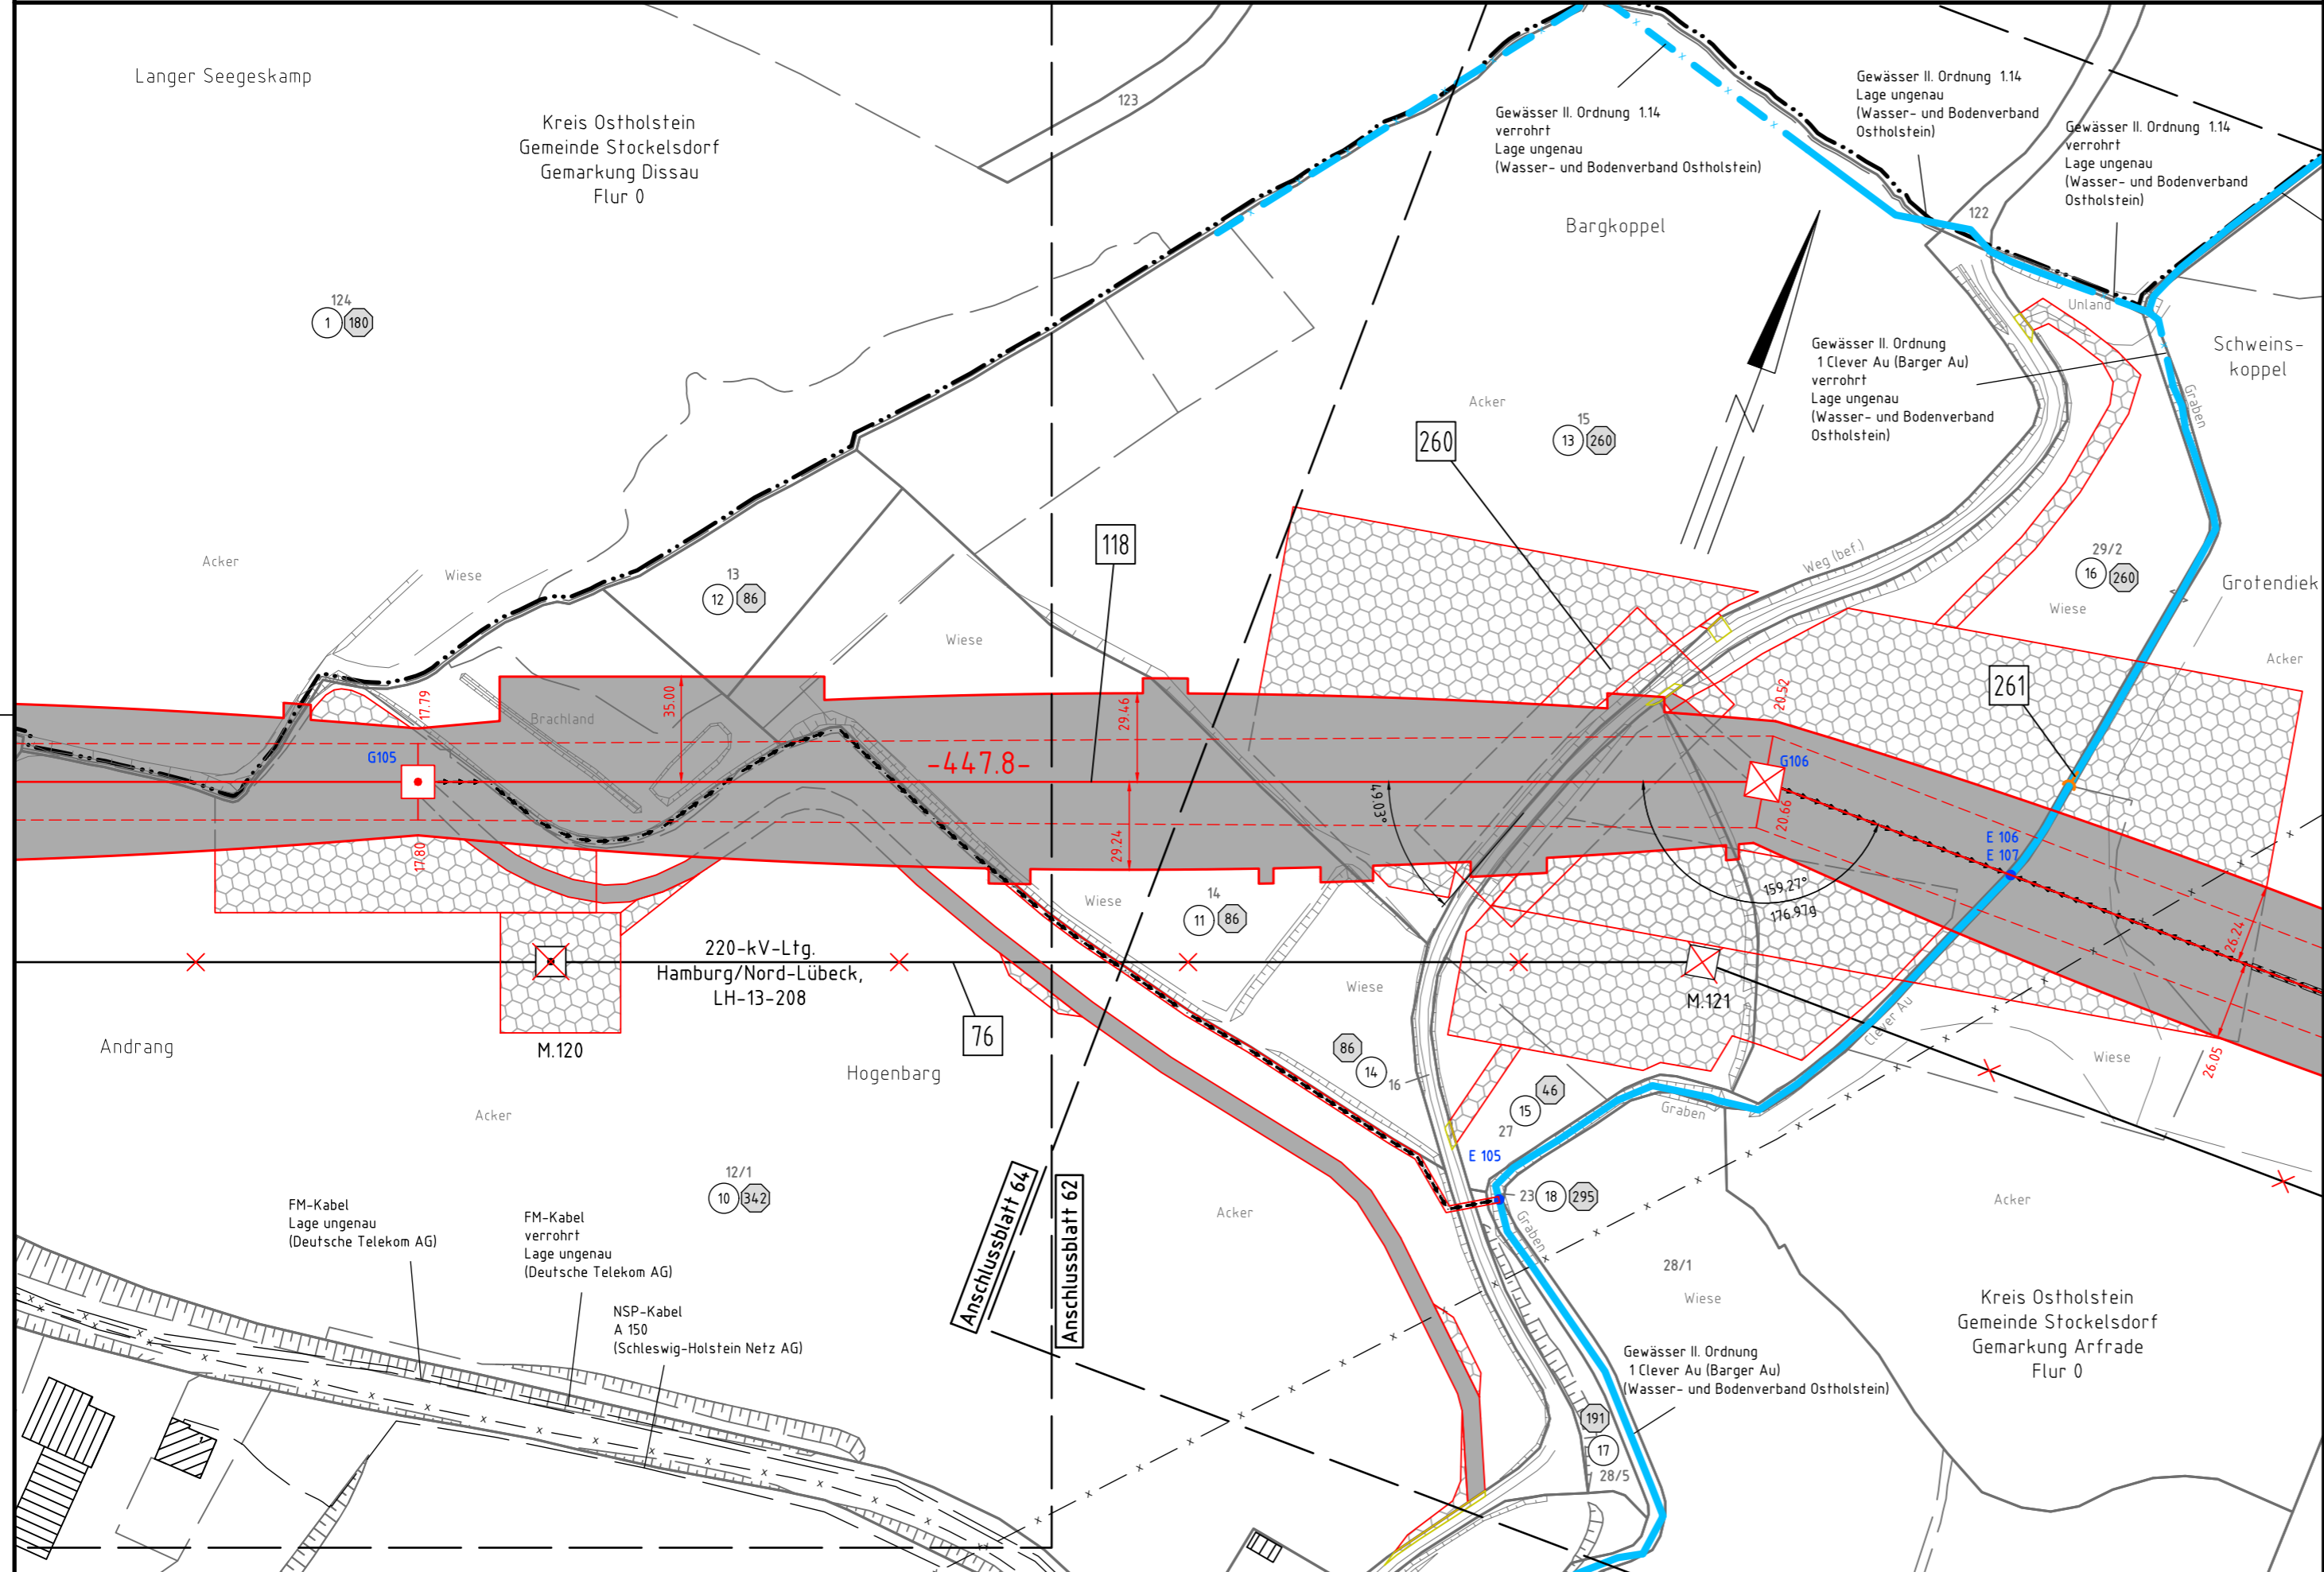 Langer Seegeskamp
Kreis Ostholstein
Gemeinde Stockelsdorf
Gemarkung Dissau
Flur 0
123
Gewässer II. Ordnung 1.14
verrohrt
Lage ungenau
(Wasser- und Bodenverband Ostholstein)
Gewässer II. Ordnung 1.14
Lage ungenau
(Wasser- und Bodenverband
Ostholstein)
Gewässer II. Ordnung 1.14
verrohrt
Lage ungenau
(Wasser- und Bodenverband
Ostholstein)
Bargkoppel
122
Unland
124
1 180
Gewässer II. Ordnung
1 Clever Au (Barger Au)
verrohrt
Lage ungenau
(Wasser- und Bodenverband
Ostholstein)
Schweins-
koppel
Graben
Acker
15
13 260
260
N
118
Acker
Wiese
13
12 86
Wiese
Weg (bef.)
29/2
16 260
Wiese
Grotendiek
Acker
261
17.79
35.00
29.46
20.52
Brachland
G105
-447.8-
G106
49.03°
20.66
17.80
29.24
E 106
E 107
159.27°
176.97g
26.24
Wiese
14
11 86
220-kV-Ltg.
Hamburg/Nord-Lübeck,
LH-13-208
76
M.120
M.121
Wiese
Clever Au
Wiese
26.05
Andrang
Hogenbarg
86
14
16
46
15
27
Graben
Acker
E 105
12/1
10 342
23 18 295
Graben
Acker
Acker
FM-Kabel
Lage ungenau
(Deutsche Telekom AG)
FM-Kabel
verrohrt
Lage ungenau
(Deutsche Telekom AG)
NSP-Kabel
A 150
(Schleswig-Holstein Netz AG)
Anschlussblatt 64
Anschlussblatt 62
28/1
Wiese
Kreis Ostholstein
Gemeinde Stockelsdorf
Gemarkung Arfrade
Flur 0
Gewässer II. Ordnung
1 Clever Au (Barger Au)
(Wasser- und Bodenverband Ostholstein)
191
17
28/5